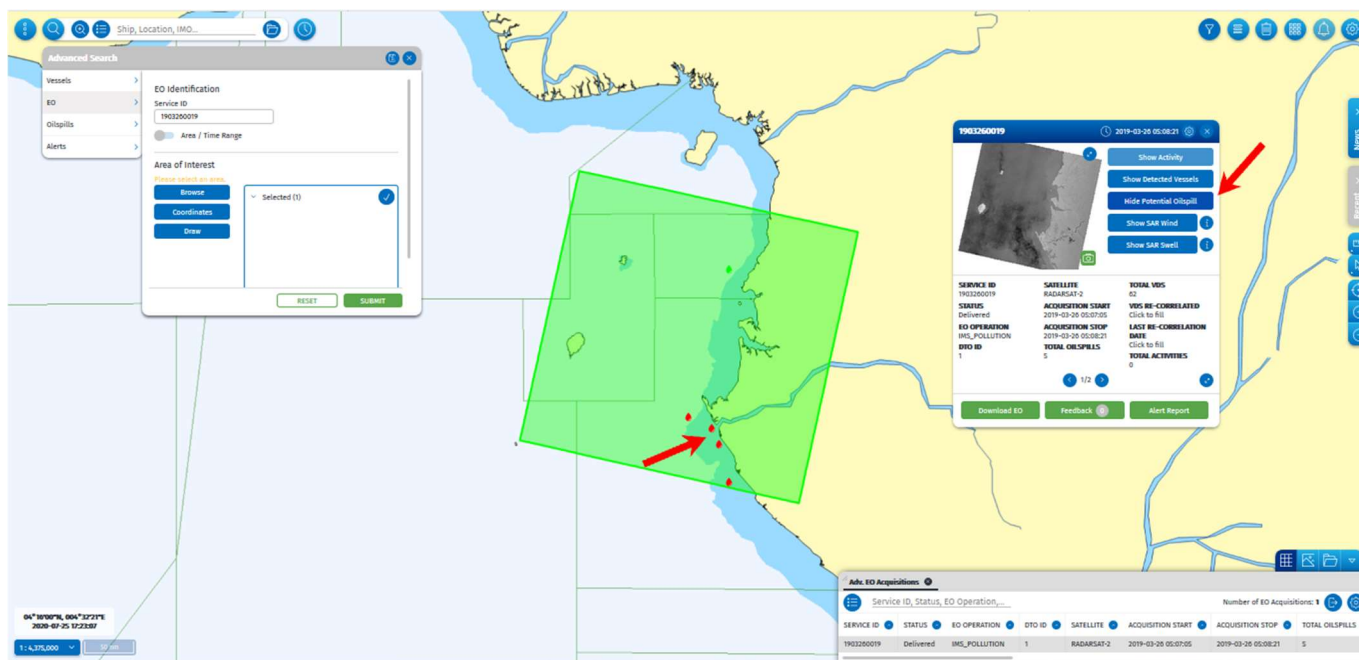 Ship, Location, IMO...
Advanced Search
Vessels
EO
Oilspills
Alerts
EO Identification
Service ID
1903260019
Area / Time Range
Area of Interest
Please select an area.
Browse
Coordinates
Draw
Selected (1)
RESET
SUBMIT
1903260019
2019-03-26 05:08:21
Show Activity
Show Detected Vessels
Hide Potential Oilspill
Show SAR Wind
Show SAR Swell
SERVICE ID
1903260019
SATELLITE
RADARSAT-2
TOTAL VDS
62
STATUS
Delivered
ACQUISITION START
2019-03-26 05:07:05
VDS RE-CORRELATED
Click to fill
EO OPERATION
IMS_POLLUTION
ACQUISITION STOP
2019-03-26 05:08:21
LAST RE-CORRELATION
DATE
Click to fill
DTO ID
1
TOTAL OILSPILLS
5
TOTAL ACTIVITIES
0
1/2
Download EO
Feedback 0
Alert Report
News
Recent
2020-07-25 17:23:07
1 : 4,375,000
50 nm
Adv. EO Acquisitions
Service ID, Status, EO Operation,...
Number of EO Acquisitions: 1
SERVICE ID STATUS EO OPERATION DTO ID SATELLITE ACQUISITION START ACQUISITION STOP TOTAL OILSPILLS
1903260019 Delivered IMS_POLLUTION 1 RADARSAT-2 2019-03-26 05:07:05 2019-03-26 05:08:21 5